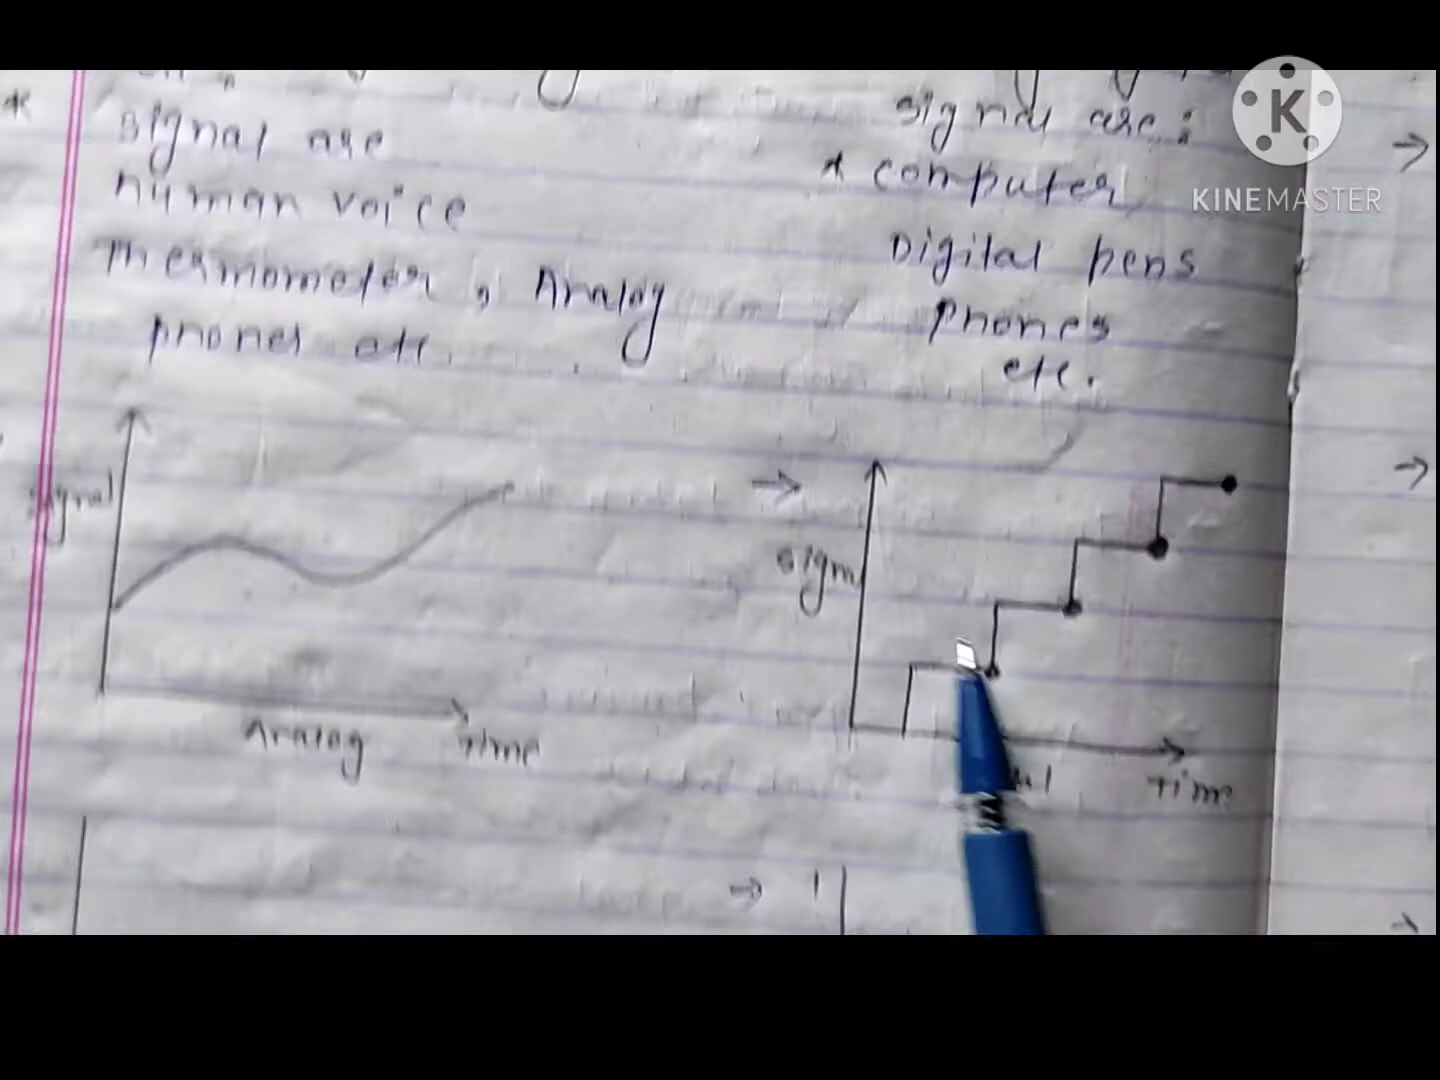 signal are
human voice
Thermometer, Analog
phones etc.
signal are:
* computer
Digital pens
Phones
etc.
KINEMASTER
signal
Analog
Time
Time